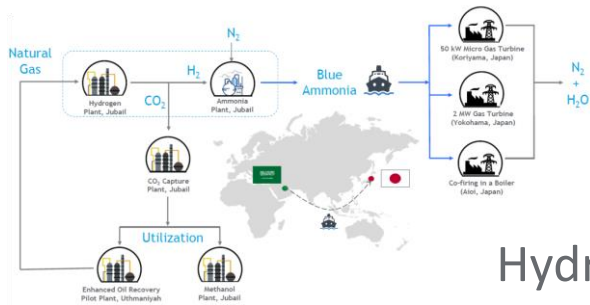 Natural
Gas
Hydrogen
Plant, Jubail
H2
CO2
N2
Ammonia
Plant, Jubail
Blue
Ammonia
50 kW Micro Gas Turbine
(Koriyama, Japan)
2 MW Gas Turbine
(Yokohama, Japan)
Co-firing in a Boiler
(Aioi, Japan)
N2
+
H2O
CO2 Capture
Plant, Jubail
Utilization
Enhanced Oil Recovery
Pilot Plant, Uthmaniyah
Methanol
Plant, Jubail
Hydr